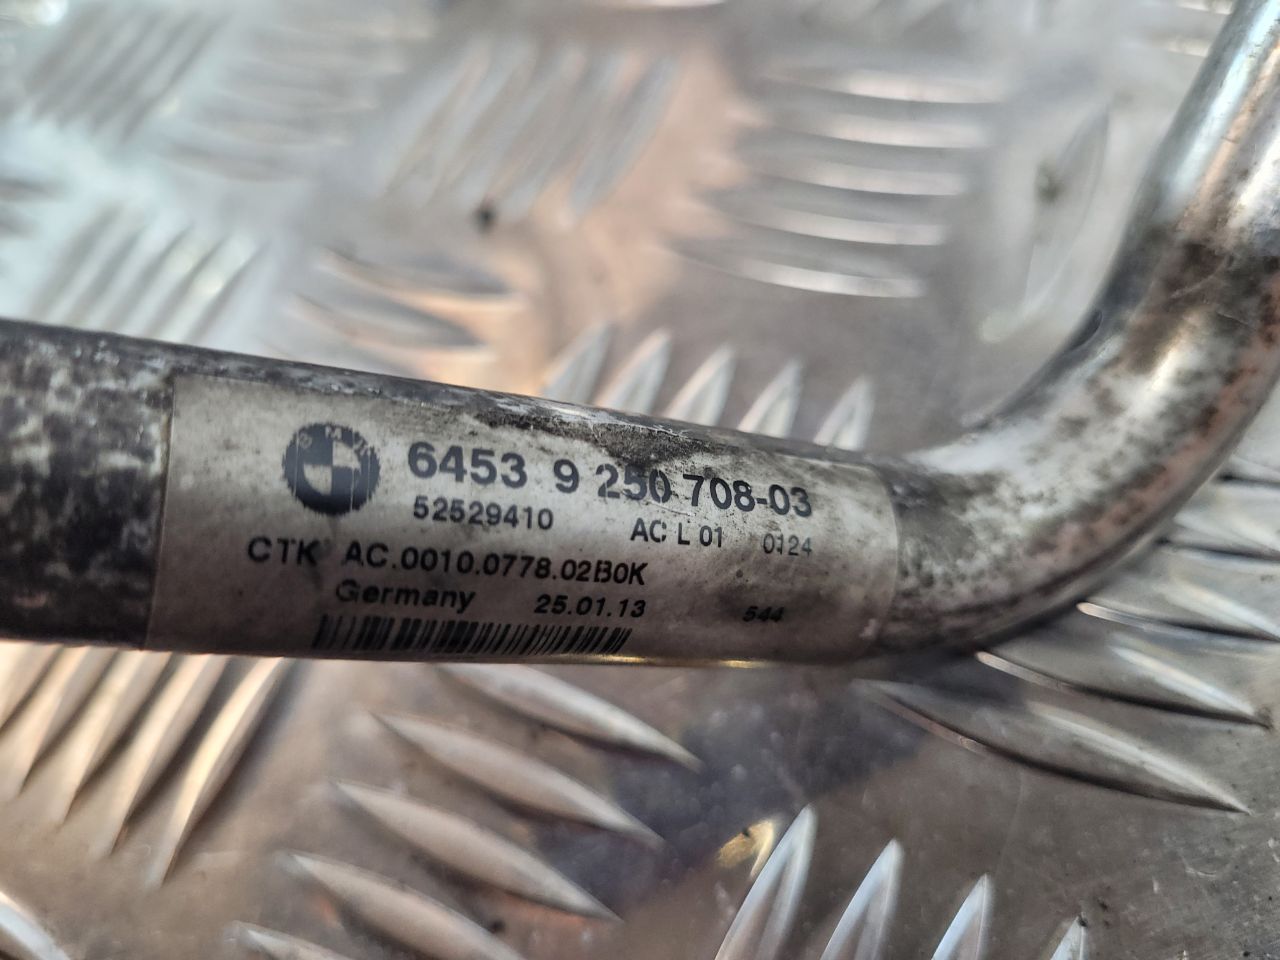 BMW
6453 9 250 708-03
52529410 AC L 01 0124
CTK AC.0010.0778.02B0K
Germany 25.01.13 544